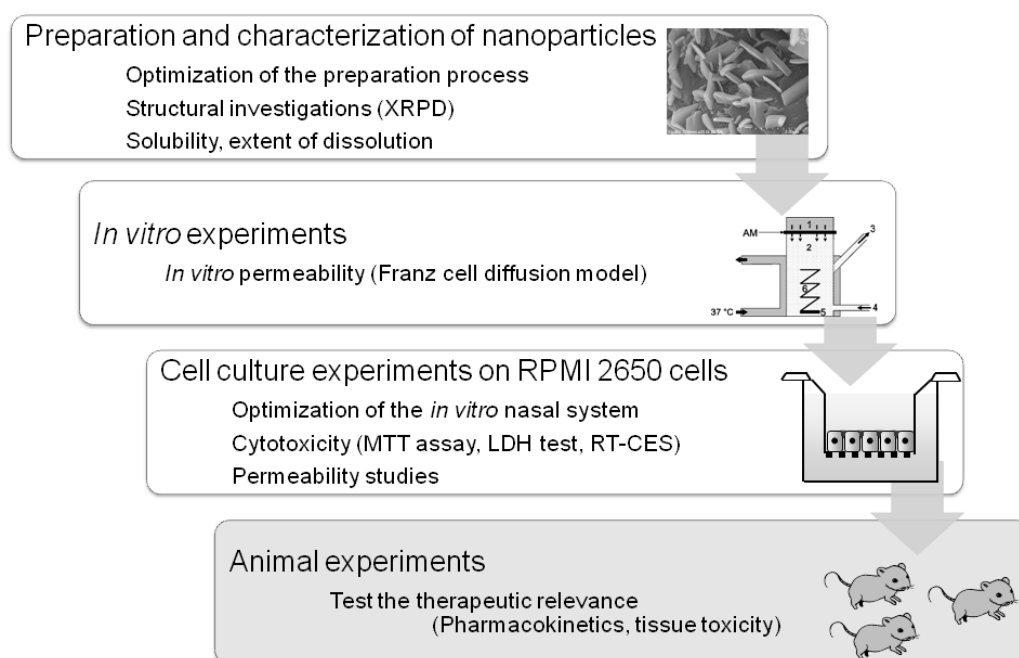 Preparation and characterization of nanoparticles
Optimization of the preparation process
Structural investigations (XRPD)
Solubility, extent of dissolution
In vitro experiments
In vitro permeability (Franz cell diffusion model)
AM
1
2
3
6
37 °C
5
4
Cell culture experiments on RPMI 2650 cells
Optimization of the in vitro nasal system
Cytotoxicity (MTT assay, LDH test, RT-CES)
Permeability studies
Animal experiments
Test the therapeutic relevance
(Pharmacokinetics, tissue toxicity)